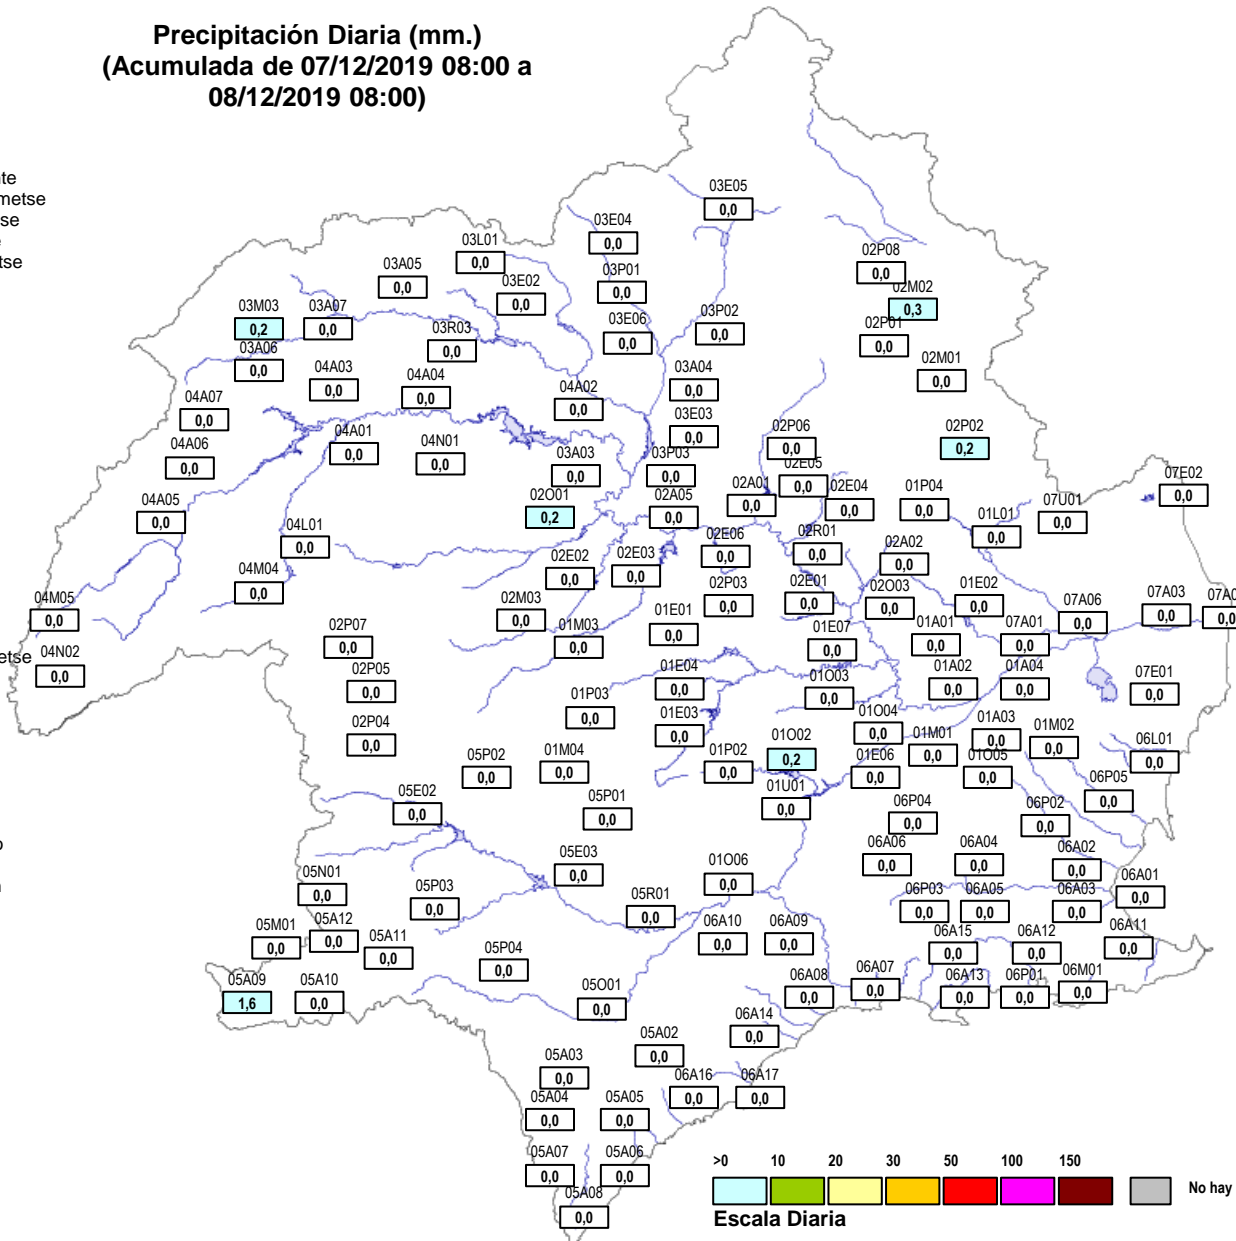 Precipitación Diaria (mm.)
(Acumulada de 07/12/2019 08:00 a
08/12/2019 08:00)
03E05
0,0
03E04
0,0
03L01
0,0
02P08
0,0
03A05
0,0
03P01
0,0
03E02
0,0
02M02
0,3
03M03
0,2
03A07
0,0
03P02
0,0
03E06
0,0
02P01
0,0
03R03
0,0
03A06
0,0
02M01
0,0
04A03
0,0
03A04
0,0
04A04
0,0
04A02
0,0
04A07
0,0
03E03
0,0
02P06
0,0
02P02
0,2
04A01
0,0
04N01
0,0
04A06
0,0
03A03
0,0
03P03
0,0
02E05
0,0
07E02
0,0
02A01
0,0
02E04
0,0
01P04
0,0
04A05
0,0
02O01
0,2
02A05
0,0
07U01
0,0
01L01
0,0
04L01
0,0
02E06
0,0
02R01
0,0
02A02
0,0
02E02
0,0
02E03
0,0
04M04
0,0
02P03
0,0
02E01
0,0
02O03
0,0
01E02
0,0
04M05
0,0
02M03
0,0
07A03
0,0
07A0
0,0
07A06
0,0
01E01
0,0
02P07
0,0
01M03
0,0
01E07
0,0
01A01
0,0
07A01
0,0
etse
04N02
0,0
02P05
0,0
01E04
0,0
01O03
0,0
01A02
0,0
01A04
0,0
07E01
0,0
01P03
0,0
01E03
0,0
01O04
0,0
02P04
0,0
01M01
0,0
01A03
0,0
01M02
0,0
06L01
0,0
05P02
0,0
01M04
0,0
01P02
0,0
01O02
0,2
01E06
0,0
01O05
0,0
05E02
0,0
05P01
0,0
01U01
0,0
06P05
0,0
06P04
0,0
06P02
0,0
05E03
0,0
06A06
0,0
06A04
0,0
06A02
0,0
05N01
0,0
01O06
0,0
06A01
0,0
05P03
0,0
05R01
0,0
06P03
0,0
06A05
0,0
06A03
0,0
05M01
0,0
05A12
0,0
05A11
0,0
06A10
0,0
06A09
0,0
06A15
0,0
06A12
0,0
06A11
0,0
05P04
0,0
05A09
1,6
05A10
0,0
05O01
0,0
06A08
0,0
06A07
0,0
06A13
0,0
06P01
0,0
06M01
0,0
06A14
0,0
05A02
0,0
05A03
0,0
06A16
0,0
06A17
0,0
05A04
0,0
05A05
0,0
05A07
0,0
05A06
0,0
05A08
0,0
>0 10 20 30 50 100 150
No hay
Escala Diaria